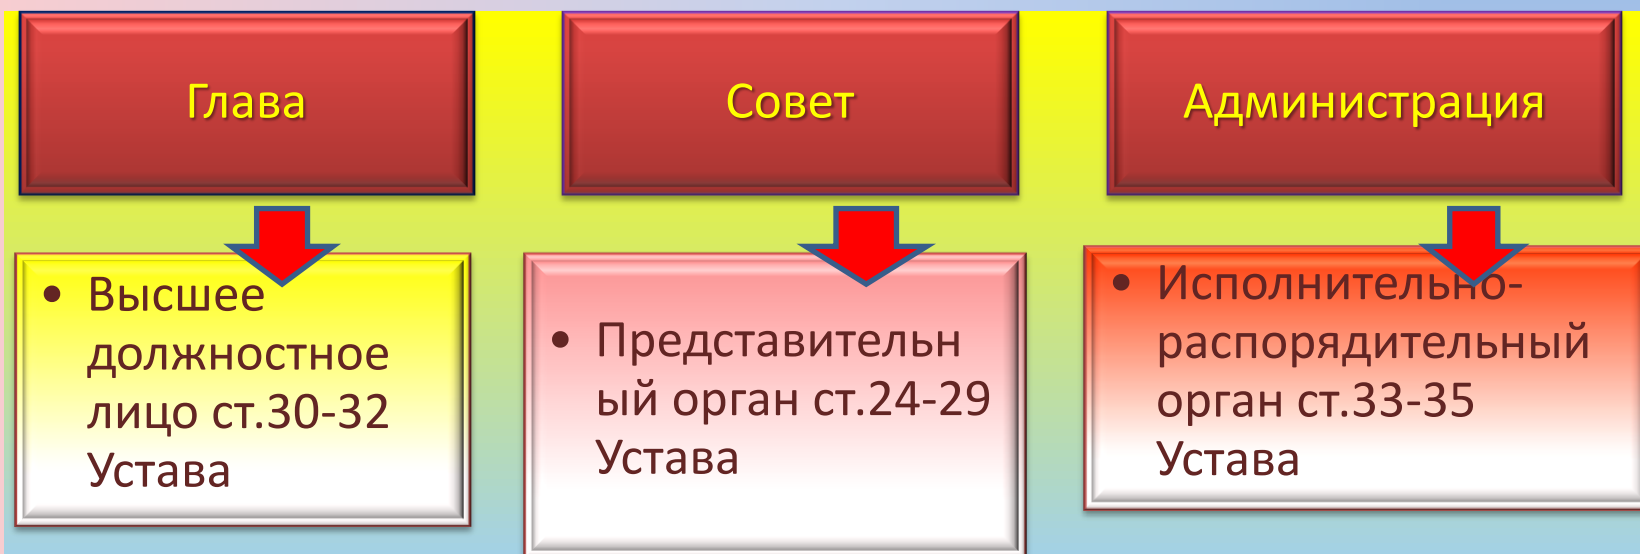 Глава
Совет
Администрация
• Высшее
должностное
лицо ст.30-32
Устава
• Представительн
ый орган ст.24-29
Устава
• Исполнительно-
распорядительный
орган ст.33-35
Устава